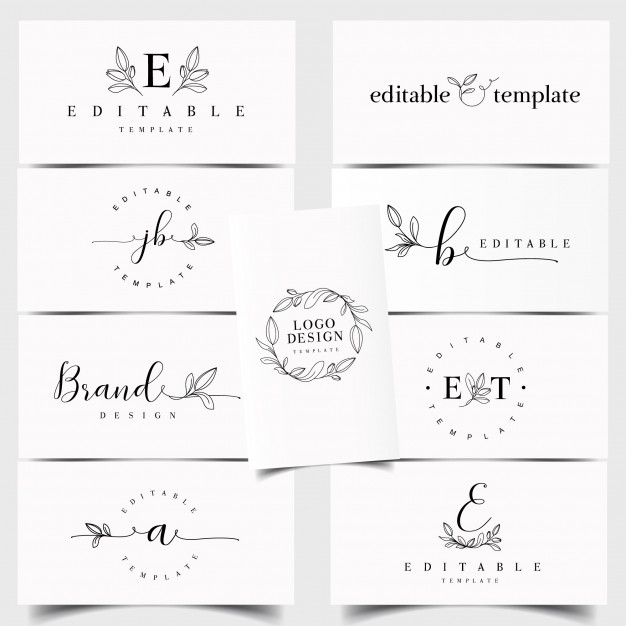 E
EDITABLE
TEMPLATE
editable & template
EDITABLE
jb
TEMPLATE
b EDITABLE
LOGO
DESIGN
TEMPLATE
Brand
DESIGN
EDITABLE
E T
TEMPLATE
EDITABLE
a
TEMPLATE
E
EDITABLE
TEMPLATE